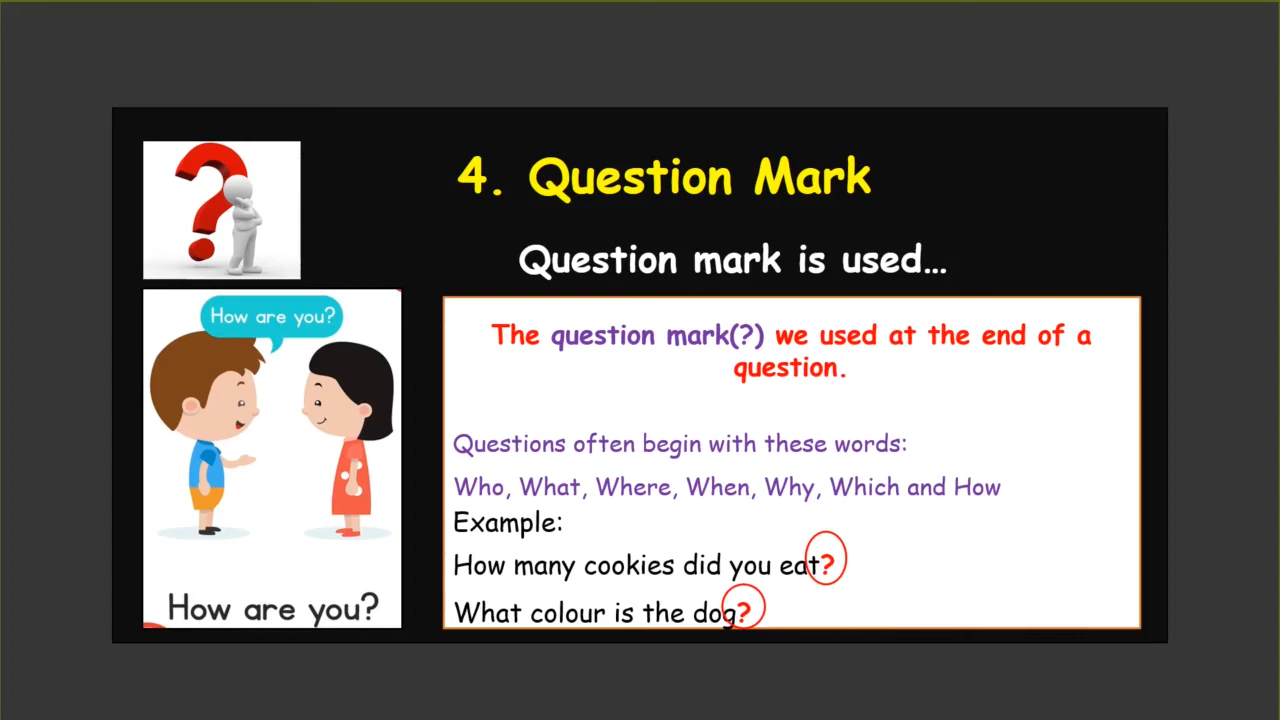 4. Question Mark
Question mark is used...
How are you?
How are you?
The question mark(?) we used at the end of a
question.
Questions often begin with these words:
Who, What, Where, When, Why, Which and How
Example:
How many cookies did you eat?
What colour is the dog?